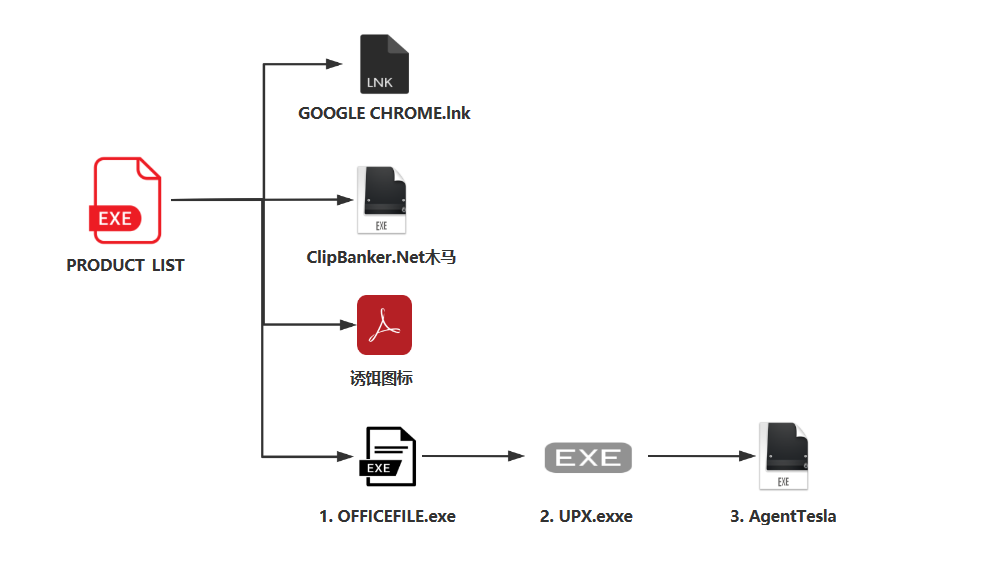 LNK
GOOGLE CHROME.lnk
EXE
PRODUCT LIST
EXE
ClipBanker.Net木马
诱饵图标
EXE
1. OFFICEFILE.exe
EXE
2. UPX.exxe
EXE
3. AgentTesla